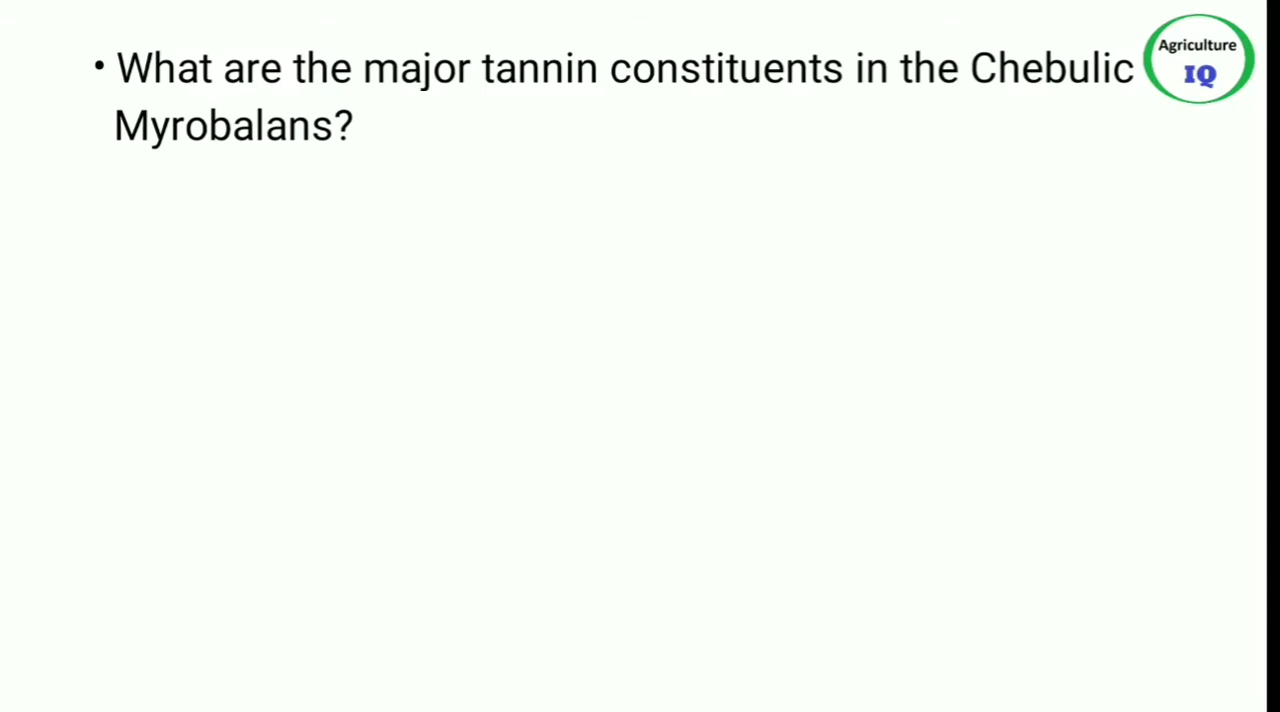 • What are the major tannin constituents in the Chebulic
Myrobalans?
Agriculture
IQ